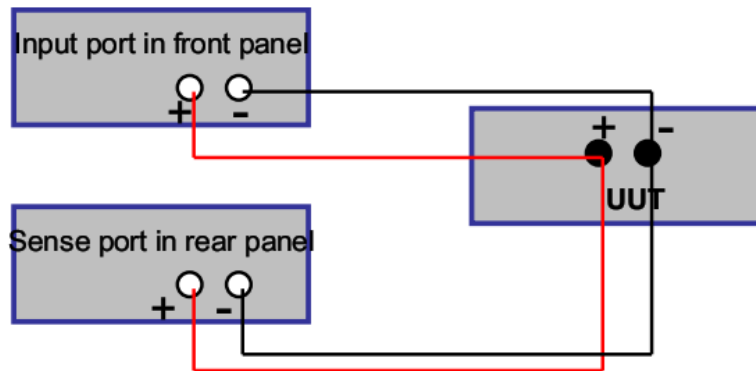 Input port in front panel
+ -
+ -
UUT
Sense port in rear panel
+ -